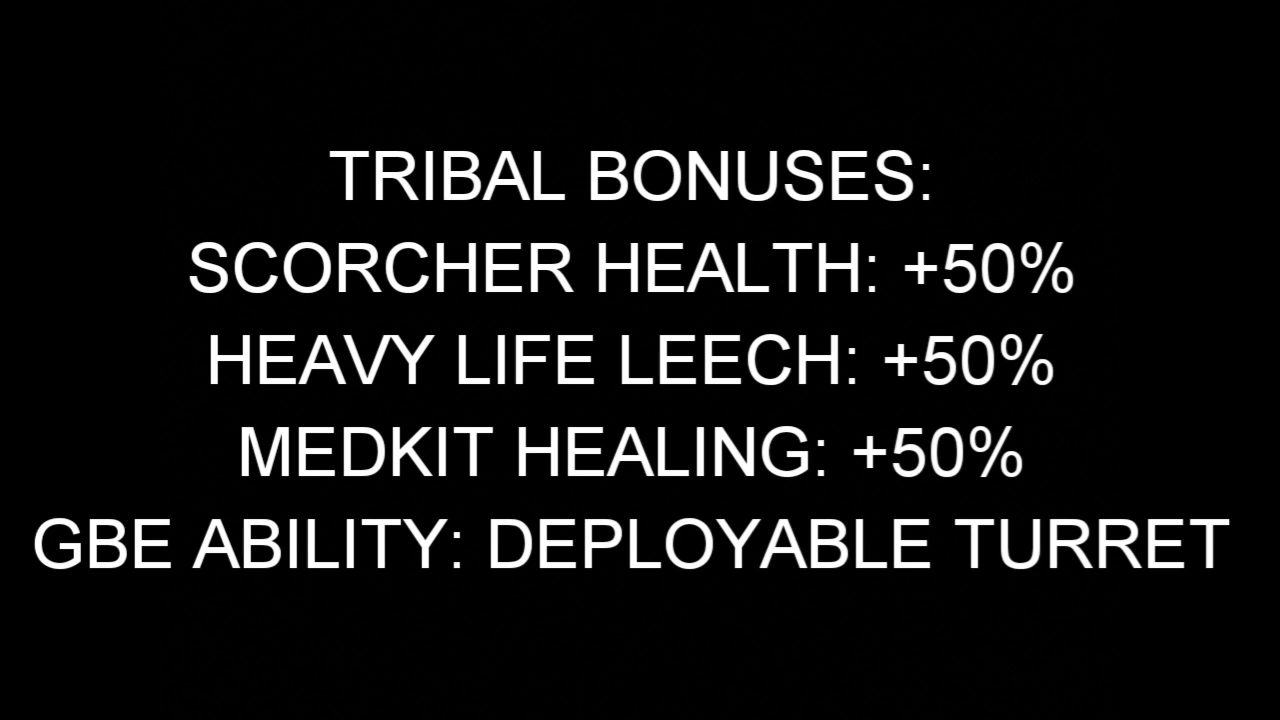 TRIBAL BONUSES:
SCORCHER HEALTH: +50%
HEAVY LIFE LEECH: +50%
MEDKIT HEALING: +50%
GBE ABILITY: DEPLOYABLE TURRET